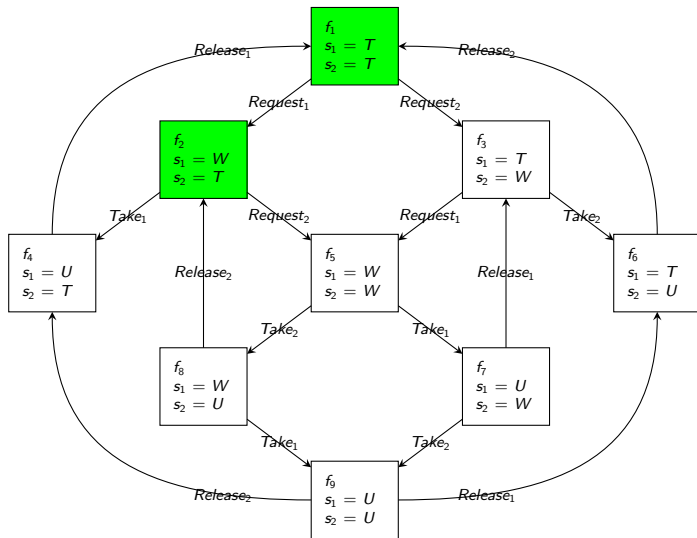 f₁
s₁ = T
s₂ = T
Release₁
Release₂
Request₁
Request₂
f₂
s₁ = W
s₂ = T
f₃
s₁ = T
s₂ = W
Take₁
Request₂
Request₁
Take₂
f₄
s₁ = U
s₂ = T
f₅
s₁ = W
s₂ = W
f₆
s₁ = T
s₂ = U
Release₂
Release₁
Take₂
Take₁
f₈
s₁ = W
s₂ = U
f₇
s₁ = U
s₂ = W
Take₁
Take₂
f₉
s₁ = U
s₂ = U
Release₂
Release₁